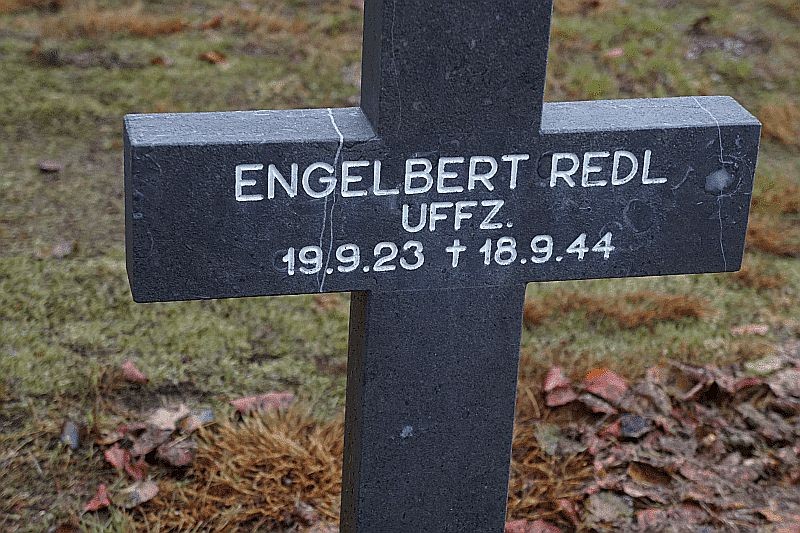 ENGELBERT REDL
UFFZ.
19.9.23 † 18.9.44